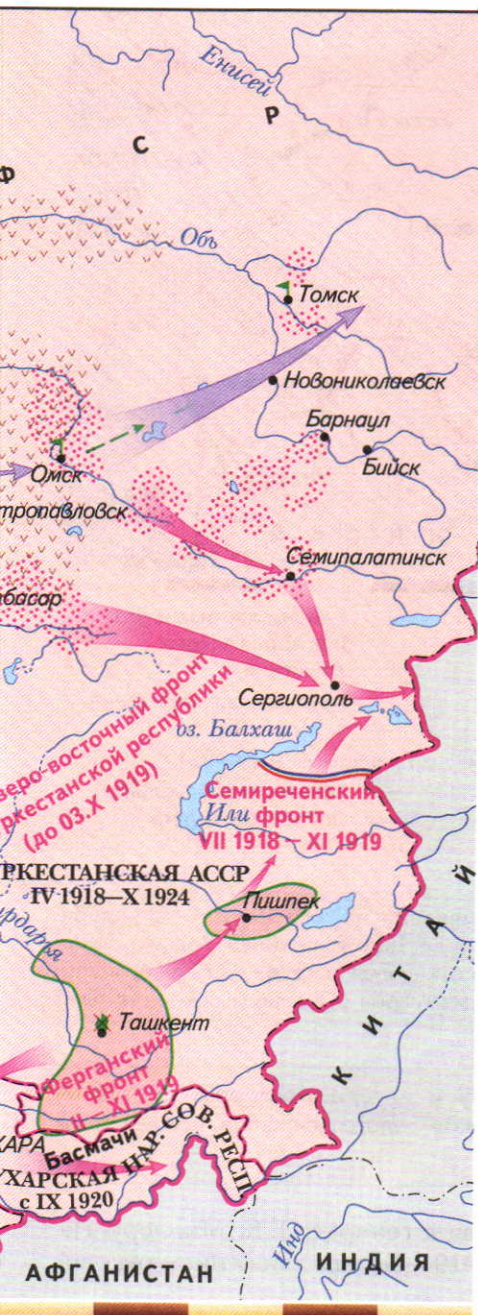 Енисей
Ф С Р
Обь
Томск
Новониколаевск
Барнаул
Бийск
Омск
тропавловск
Семипалатинск
басар
Сергиополь
веро-восточный фронт
ркестанской республики
(до 03.X 1919)
оз. Балхаш
Семиреченский
Или фронт
VII 1918 – XI 1919
РКЕСТАНСКАЯ АССР
IV 1918–X 1924
Пишпек
рдарья
Ташкент
Ферганский
фронт
II – XI 1919
КИТАЙ
Басмачи
ХАРА
УХАРСКАЯ НАР. СОВ. РЕСП.
с IX 1920
Инд
АФГАНИСТАН
ИНДИЯ